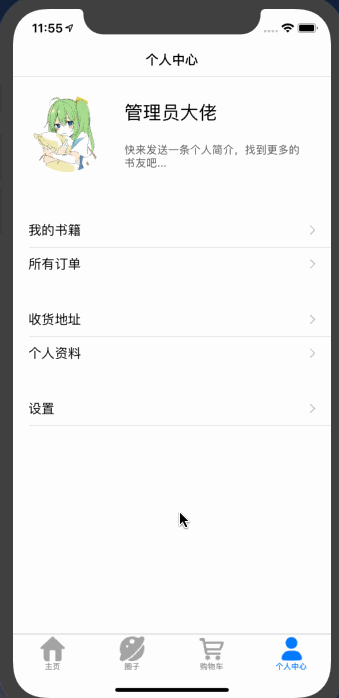 11:55
个人中心
管理员大佬
快来发送一条个人简介，找到更多的
书友吧...
我的书籍
所有订单
收货地址
个人资料
设置
主页
圈子
购物车
个人中心